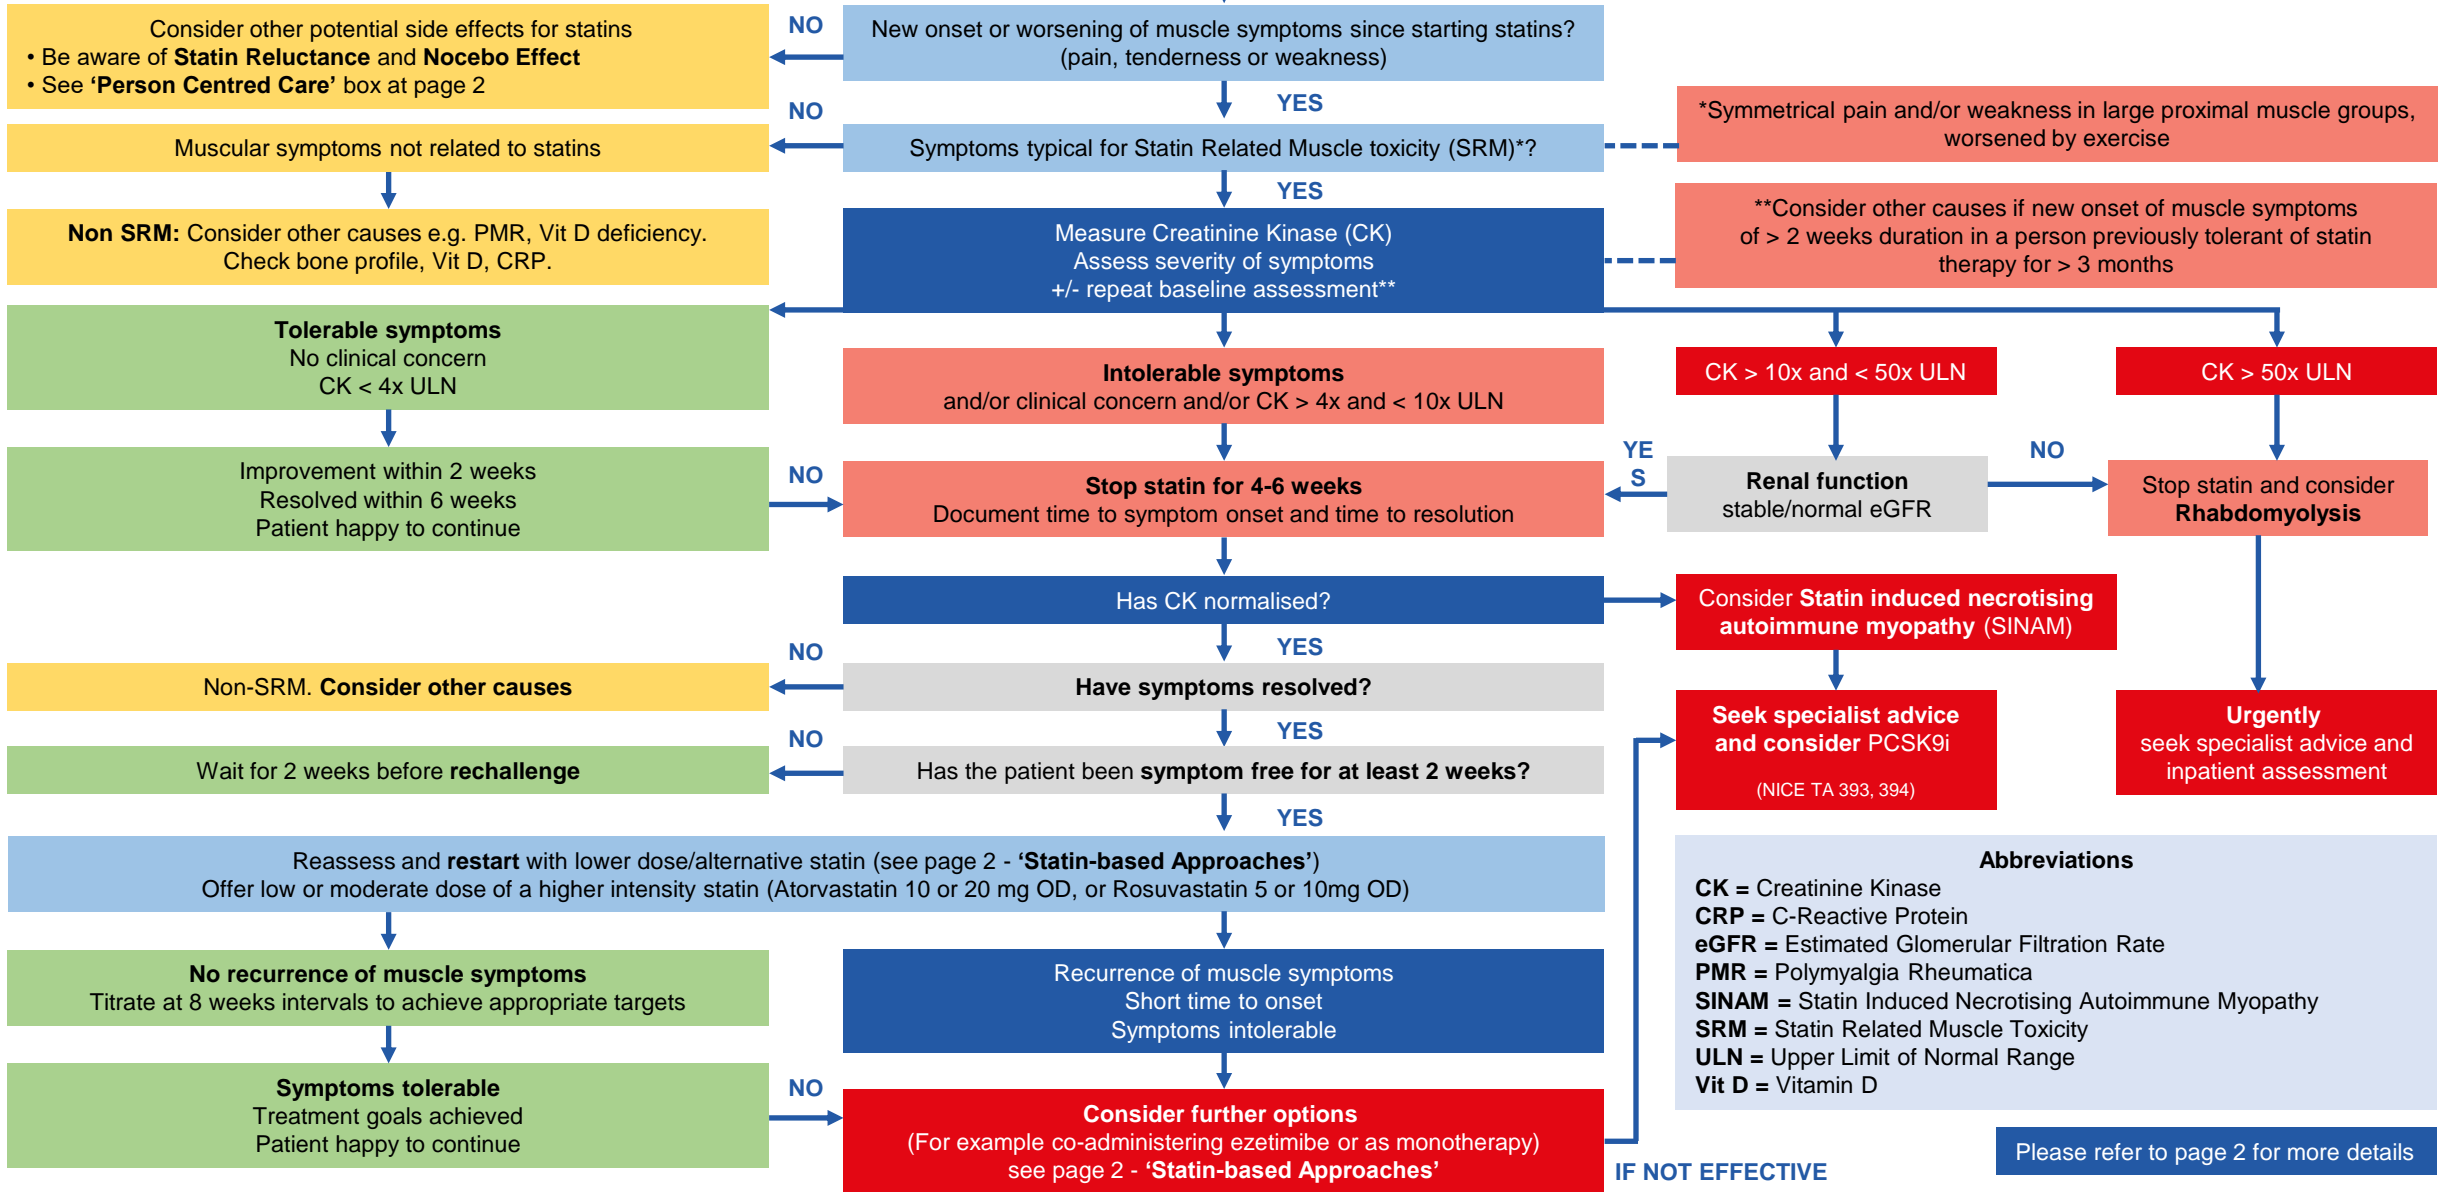 Consider other potential side effects for statins
• Be aware of Statin Reluctance and Nocebo Effect
• See ‘Person Centred Care’ box at page 2
NO
New onset or worsening of muscle symptoms since starting statins?
(pain, tenderness or weakness)
YES
NO
Muscular symptoms not related to statins
Symptoms typical for Statin Related Muscle toxicity (SRM)*?
*Symmetrical pain and/or weakness in large proximal muscle groups,
worsened by exercise
YES
Non SRM: Consider other causes e.g. PMR, Vit D deficiency.
Check bone profile, Vit D, CRP.
Measure Creatinine Kinase (CK)
Assess severity of symptoms
+/- repeat baseline assessment**
**Consider other causes if new onset of muscle symptoms
of > 2 weeks duration in a person previously tolerant of statin
therapy for > 3 months
Tolerable symptoms
No clinical concern
CK < 4x ULN
Intolerable symptoms
and/or clinical concern and/or CK > 4x and < 10x ULN
CK > 10x and < 50x ULN
CK > 50x ULN
Improvement within 2 weeks
Resolved within 6 weeks
Patient happy to continue
NO
Stop statin for 4-6 weeks
Document time to symptom onset and time to resolution
YE
S
Renal function
stable/normal eGFR
NO
Stop statin and consider
Rhabdomyolysis
Has CK normalised?
Consider Statin induced necrotising
autoimmune myopathy (SINAM)
YES
NO
Non-SRM. Consider other causes
Have symptoms resolved?
Seek specialist advice
and consider PCSK9i
(NICE TA 393, 394)
Urgently
seek specialist advice and
inpatient assessment
YES
NO
Wait for 2 weeks before rechallenge
Has the patient been symptom free for at least 2 weeks?
YES
Reassess and restart with lower dose/alternative statin (see page 2 - ‘Statin-based Approaches’)
Offer low or moderate dose of a higher intensity statin (Atorvastatin 10 or 20 mg OD, or Rosuvastatin 5 or 10mg OD)
Abbreviations
CK = Creatinine Kinase
CRP = C-Reactive Protein
eGFR = Estimated Glomerular Filtration Rate
PMR = Polymyalgia Rheumatica
SINAM = Statin Induced Necrotising Autoimmune Myopathy
SRM = Statin Related Muscle Toxicity
ULN = Upper Limit of Normal Range
Vit D = Vitamin D
No recurrence of muscle symptoms
Titrate at 8 weeks intervals to achieve appropriate targets
Recurrence of muscle symptoms
Short time to onset
Symptoms intolerable
Symptoms tolerable
Treatment goals achieved
Patient happy to continue
NO
Consider further options
(For example co-administering ezetimibe or as monotherapy)
see page 2 - ‘Statin-based Approaches’
IF NOT EFFECTIVE
Please refer to page 2 for more details